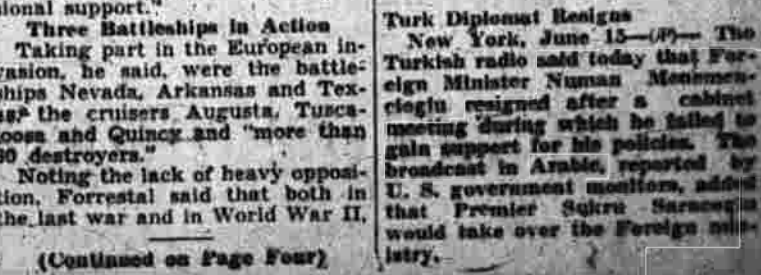 sional support."
Three Battleships in Action
Taking part in the European in-
vasion, he said, were the battle-
ships Nevada, Arkansas and Tex-
as, the cruisers Augusta, Tusca-
loosa and Quincy and "more than
30 destroyers."
Noting the lack of heavy opposi-
tion, Forrestal said that both in
the last war and in World War II,
(Continued on Page Four)
Turk Diplomat Resigns
New York, June 15—(AP)— The
Turkish radio said today that For-
eign Minister Numan Menemen-
cioglu resigned after a cabinet
meeting during which he failed to
gain support for his policies. The
broadcast in Arabic, reported by
U. S. government monitors, added
that Premier Sukru Saracoglu
would take over the Foreign min-
istry.